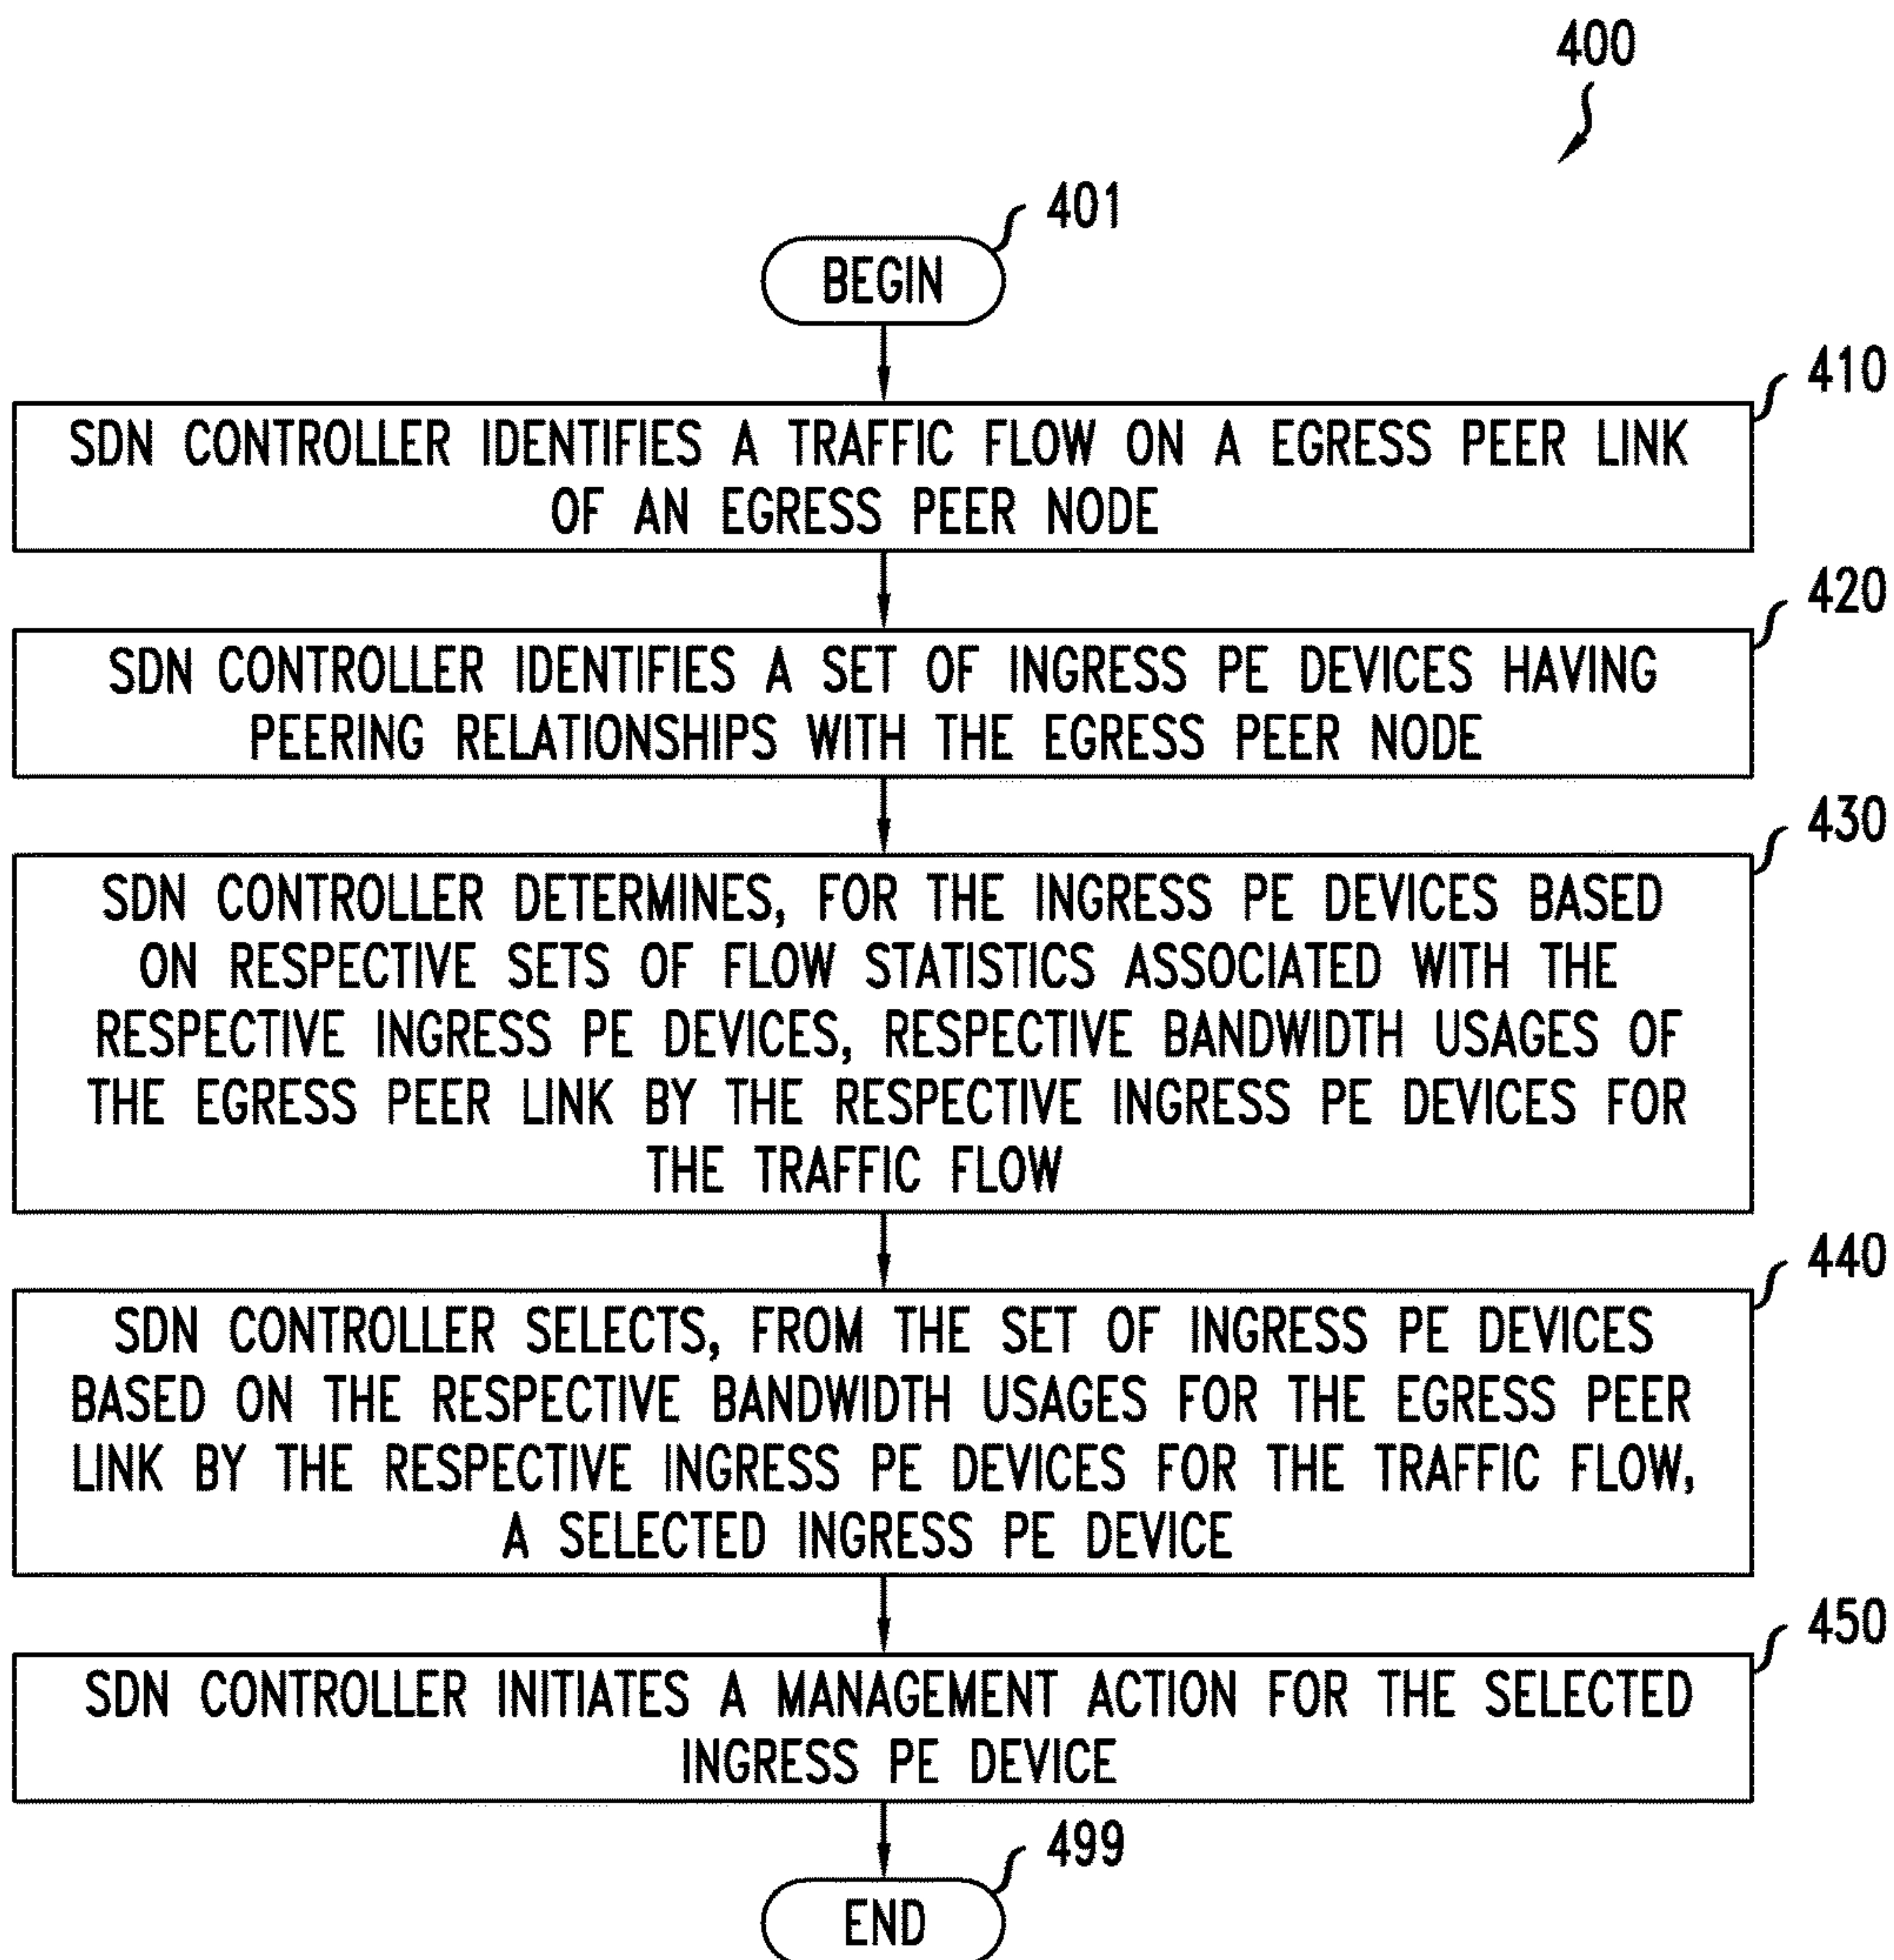 400
401
BEGIN
410
SDN CONTROLLER IDENTIFIES A TRAFFIC FLOW ON A EGRESS PEER LINK
OF AN EGRESS PEER NODE
420
SDN CONTROLLER IDENTIFIES A SET OF INGRESS PE DEVICES HAVING
PEERING RELATIONSHIPS WITH THE EGRESS PEER NODE
430
SDN CONTROLLER DETERMINES, FOR THE INGRESS PE DEVICES BASED
ON RESPECTIVE SETS OF FLOW STATISTICS ASSOCIATED WITH THE
RESPECTIVE INGRESS PE DEVICES, RESPECTIVE BANDWIDTH USAGES OF
THE EGRESS PEER LINK BY THE RESPECTIVE INGRESS PE DEVICES FOR
THE TRAFFIC FLOW
440
SDN CONTROLLER SELECTS, FROM THE SET OF INGRESS PE DEVICES
BASED ON THE RESPECTIVE BANDWIDTH USAGES FOR THE EGRESS PEER
LINK BY THE RESPECTIVE INGRESS PE DEVICES FOR THE TRAFFIC FLOW,
A SELECTED INGRESS PE DEVICE
450
SDN CONTROLLER INITIATES A MANAGEMENT ACTION FOR THE SELECTED
INGRESS PE DEVICE
499
END